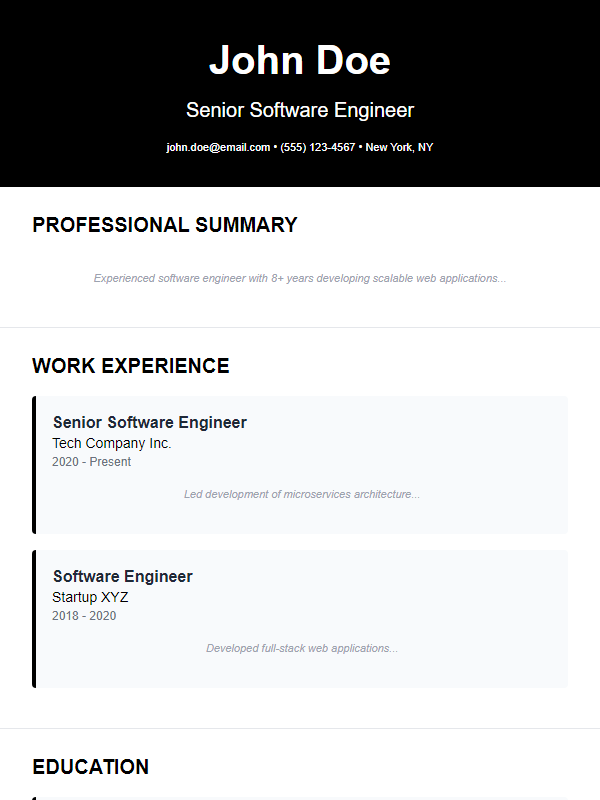 John Doe
Senior Software Engineer
john.doe@email.com • (555) 123-4567 • New York, NY
PROFESSIONAL SUMMARY
Experienced software engineer with 8+ years developing scalable web applications...
WORK EXPERIENCE
Senior Software Engineer
Tech Company Inc.
2020 - Present
Led development of microservices architecture...
Software Engineer
Startup XYZ
2018 - 2020
Developed full-stack web applications...
EDUCATION